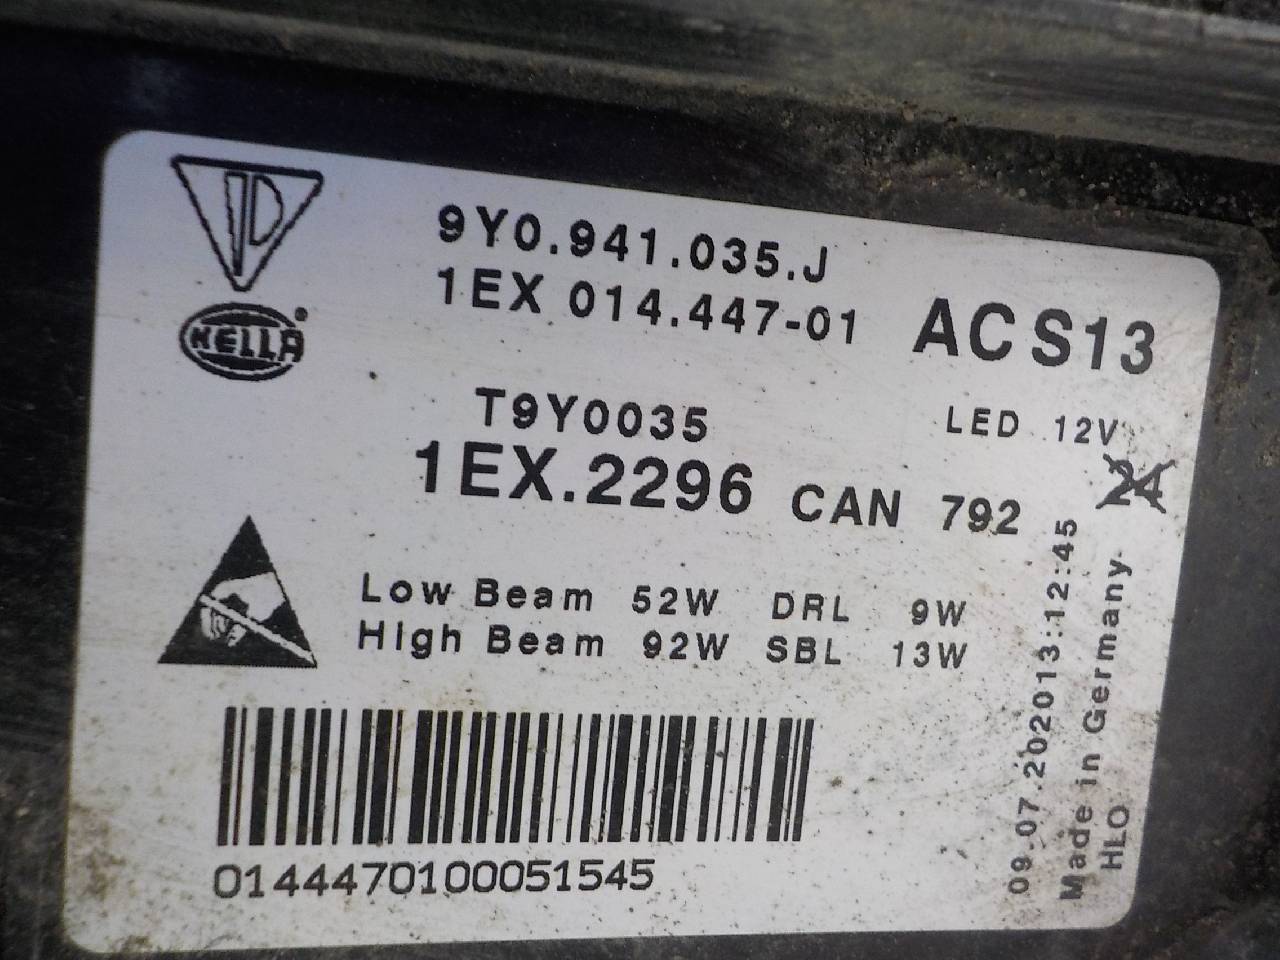 9Y0.941.035.J
1EX 014.447-01
ACS13
HELLA
T9Y0035
LED 12V
1EX.2296 CAN 792
24
Low Beam 52W DRL 9W
High Beam 92W SBL 13W
0144470100051545
09.07.202013:12:45
Made in Germany
HLO